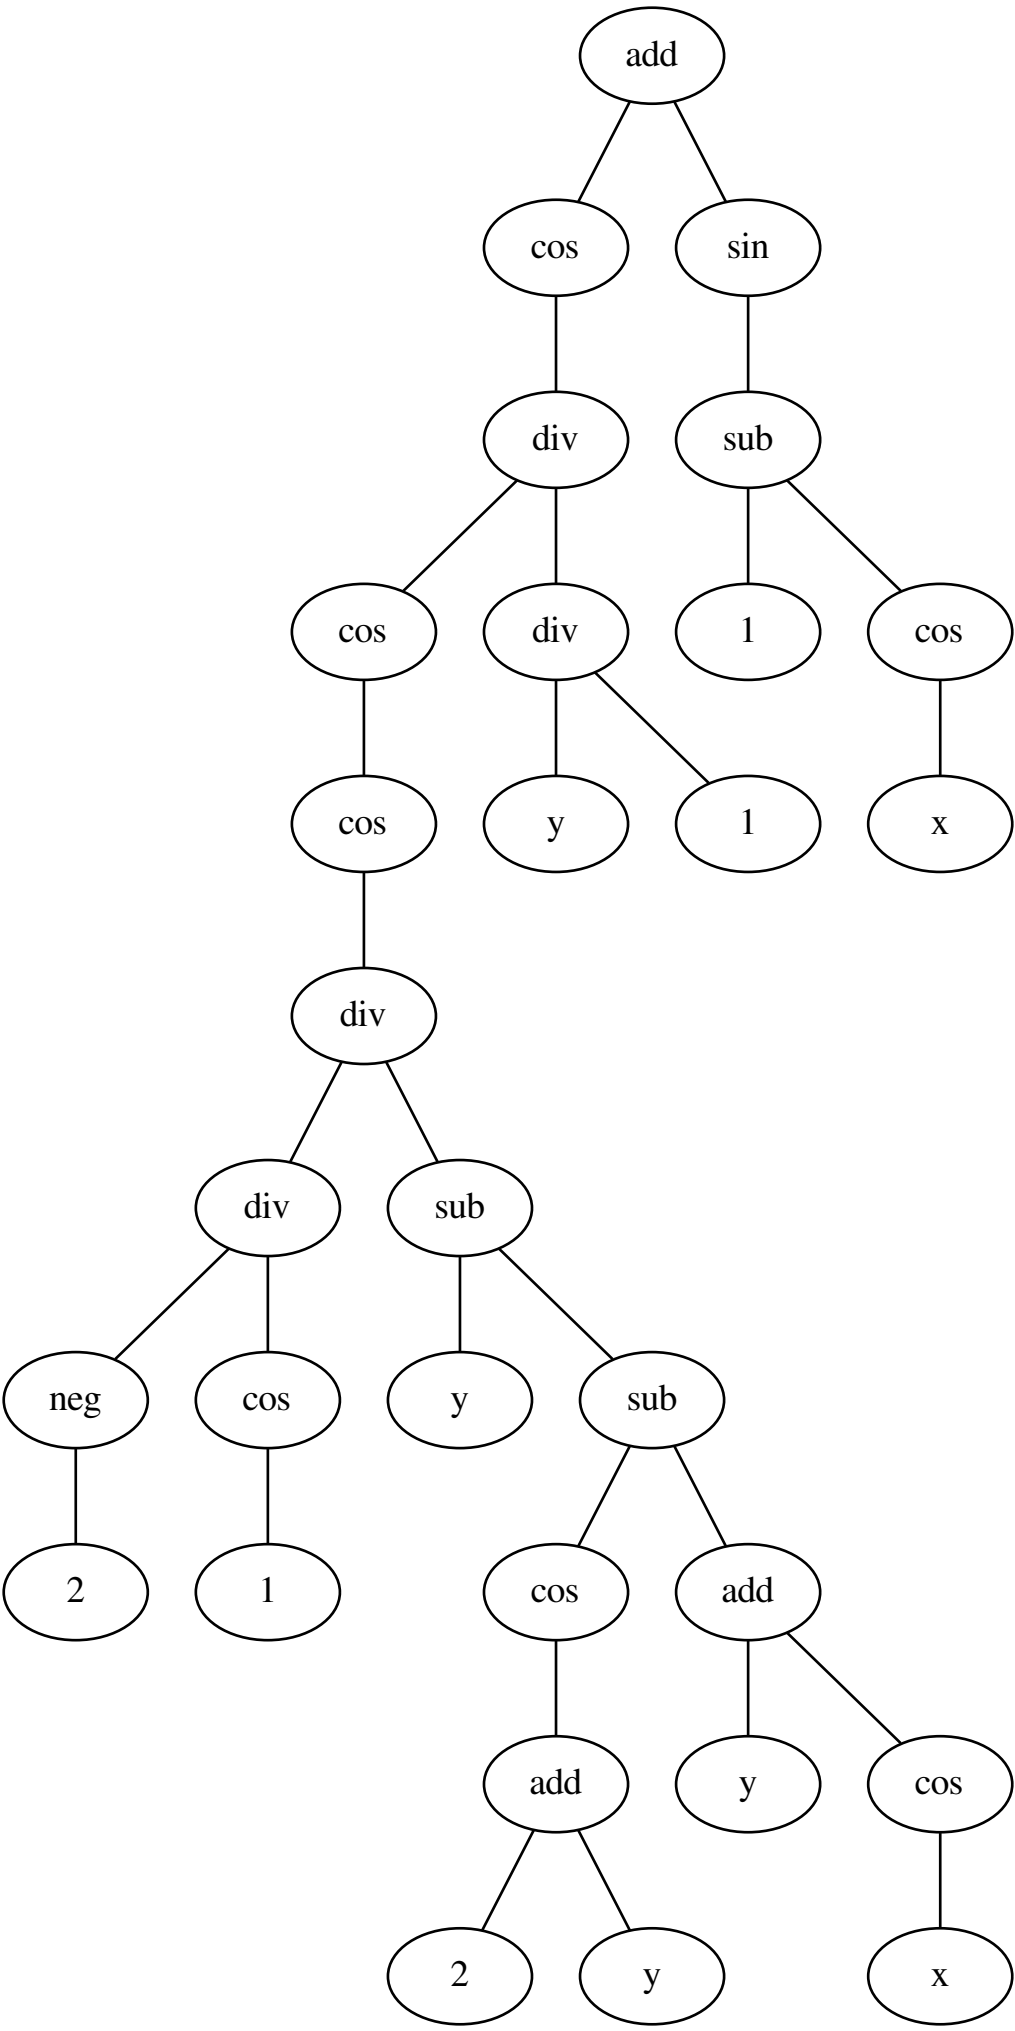 add
cos sin
div sub
cos div 1 cos
cos y 1 x
div
div sub
neg cos y sub
2 1 cos add
add y cos
2 y x